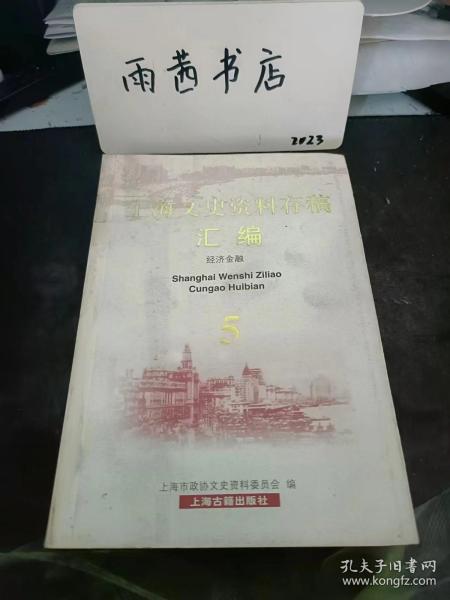 雨茜书店
2023
上海文史资料存稿
汇编
经济金融
Shanghai Wenshi Ziliao
Cungao Huibian
5
上海市政协文史资料委员会 编
上海古籍出版社
孔夫子旧书网
www.kongfz.com